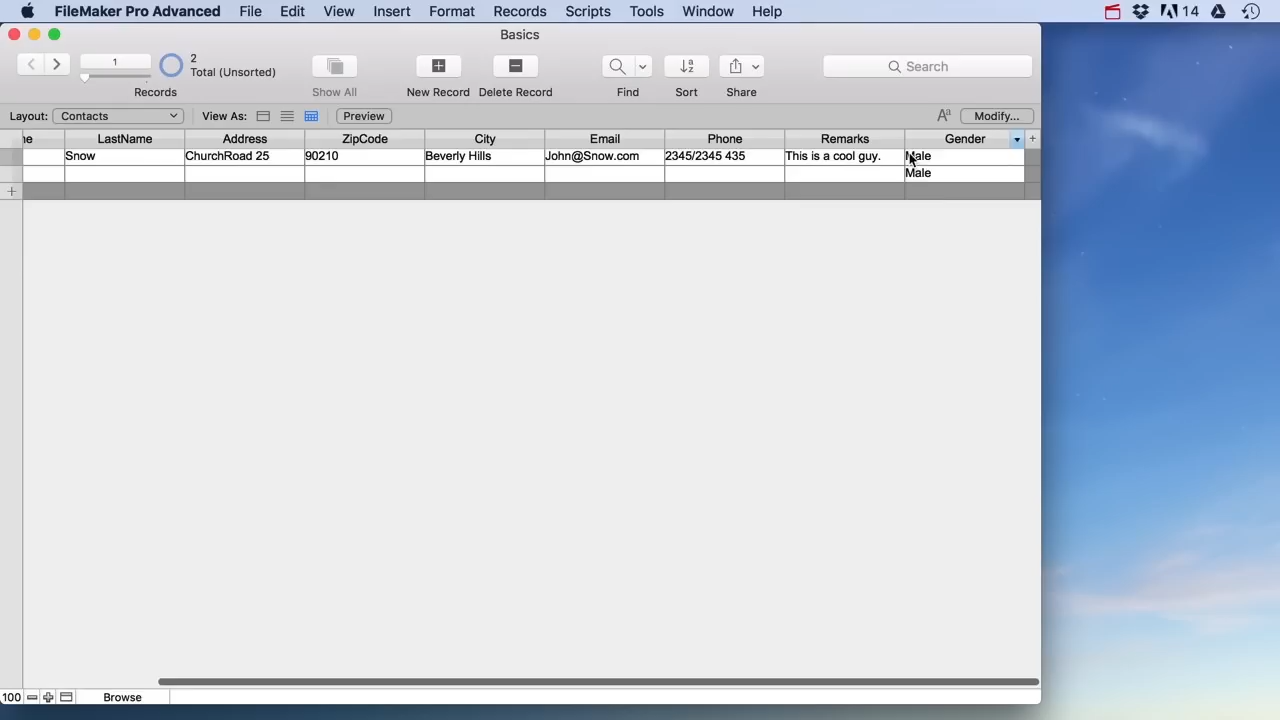 FileMaker Pro Advanced File Edit View Insert Format Records Scripts Tools Window Help 14
Basics
1
2
Total (Unsorted)
Search
Records Show All New Record Delete Record Find Sort Share
Layout: Contacts View As: Preview Aa Modify...
LastName Address ZipCode City Email Phone Remarks Gender +
Snow ChurchRoad 25 90210 Beverly Hills John@Snow.com 2345/2345 435 This is a cool guy. Male
Male
+
100 Browse